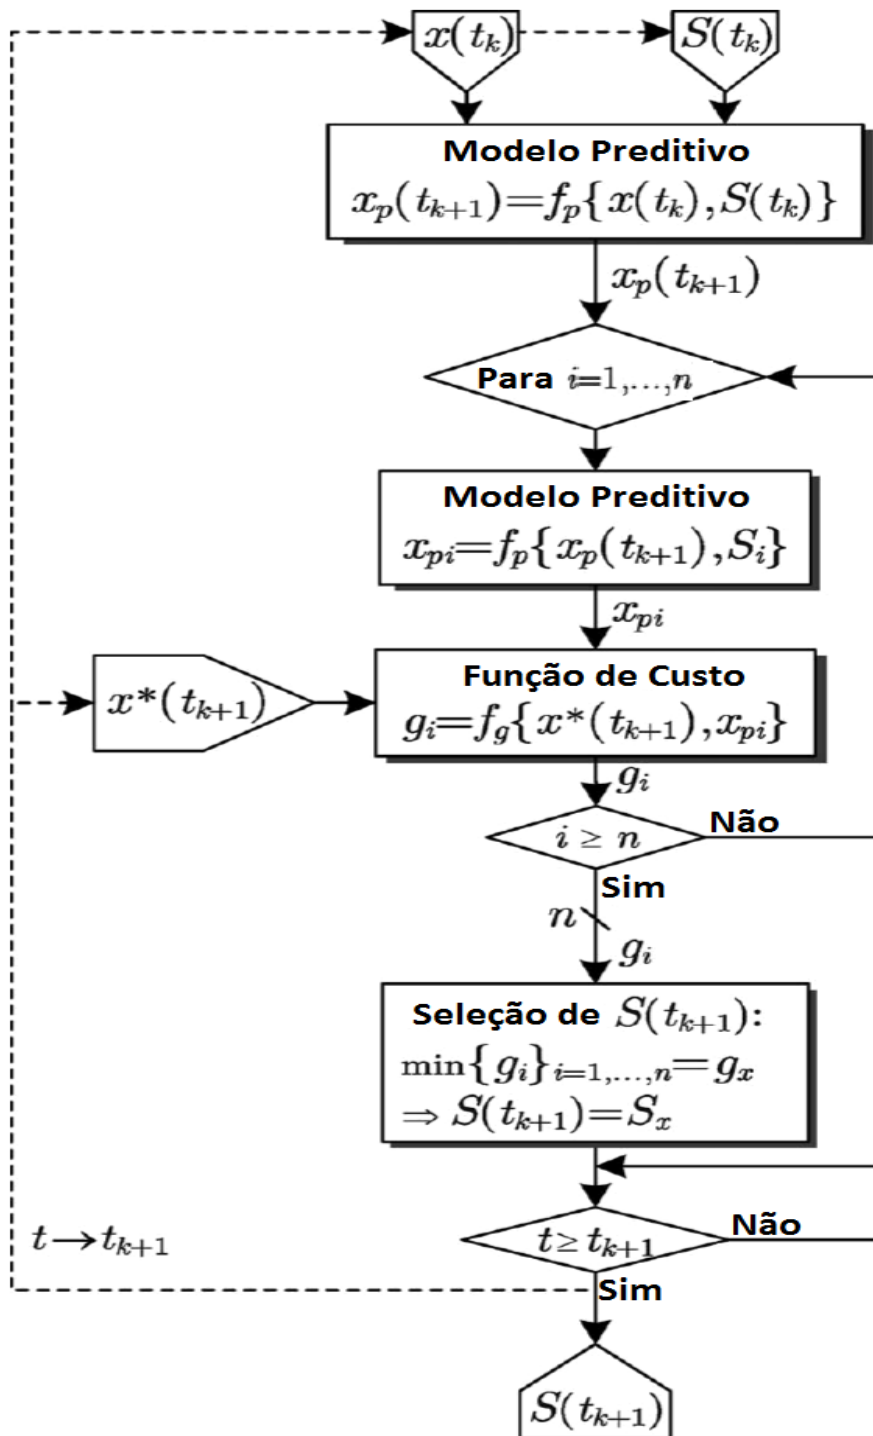 x(t_k)
S(t_k)
Modelo Preditivo
x_p(t_{k+1})=f_p{x(t_k),S(t_k)}
x_p(t_{k+1})
Para i=1,...,n
Modelo Preditivo
x_{pi}=f_p{x_p(t_{k+1}),S_i}
x_{pi}
Função de Custo
x*(t_{k+1})
g_i=f_g{x*(t_{k+1}),x_{pi}}
g_i
i ≥ n
Não
Sim
n
g_i
Seleção de S(t_{k+1}):
min{g_i}_{i=1,...,n}=g_x
⇒ S(t_{k+1})=S_x
t→t_{k+1}
t≥t_{k+1}
Não
Sim
S(t_{k+1})